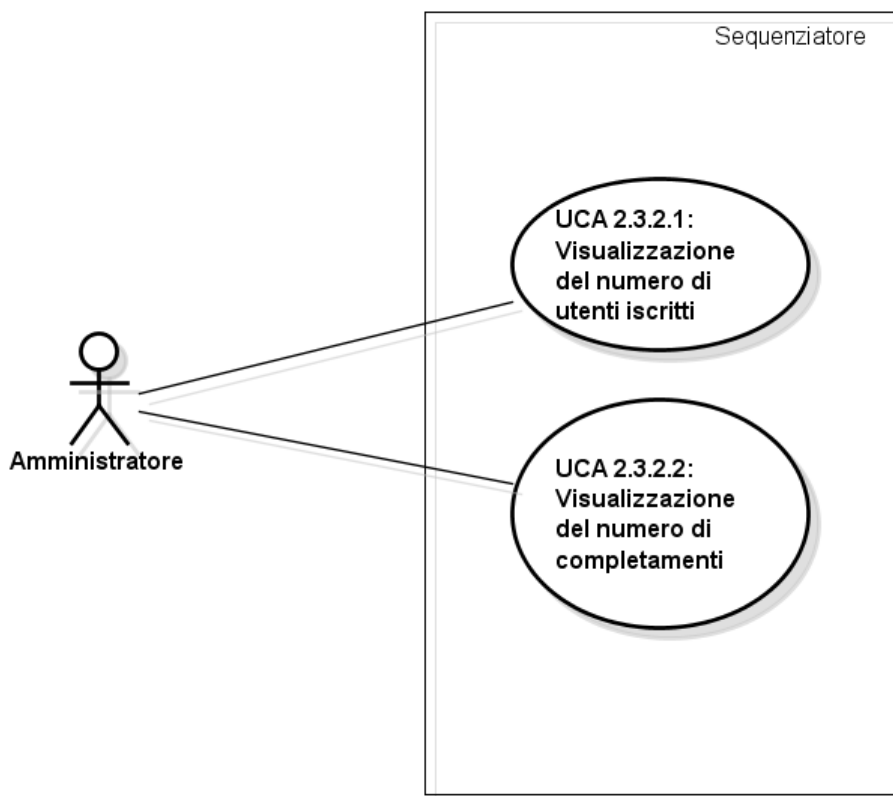 Sequenziatore
UCA 2.3.2.1:
Visualizzazione
del numero di
utenti iscritti
Amministratore
UCA 2.3.2.2:
Visualizzazione
del numero di
completamenti